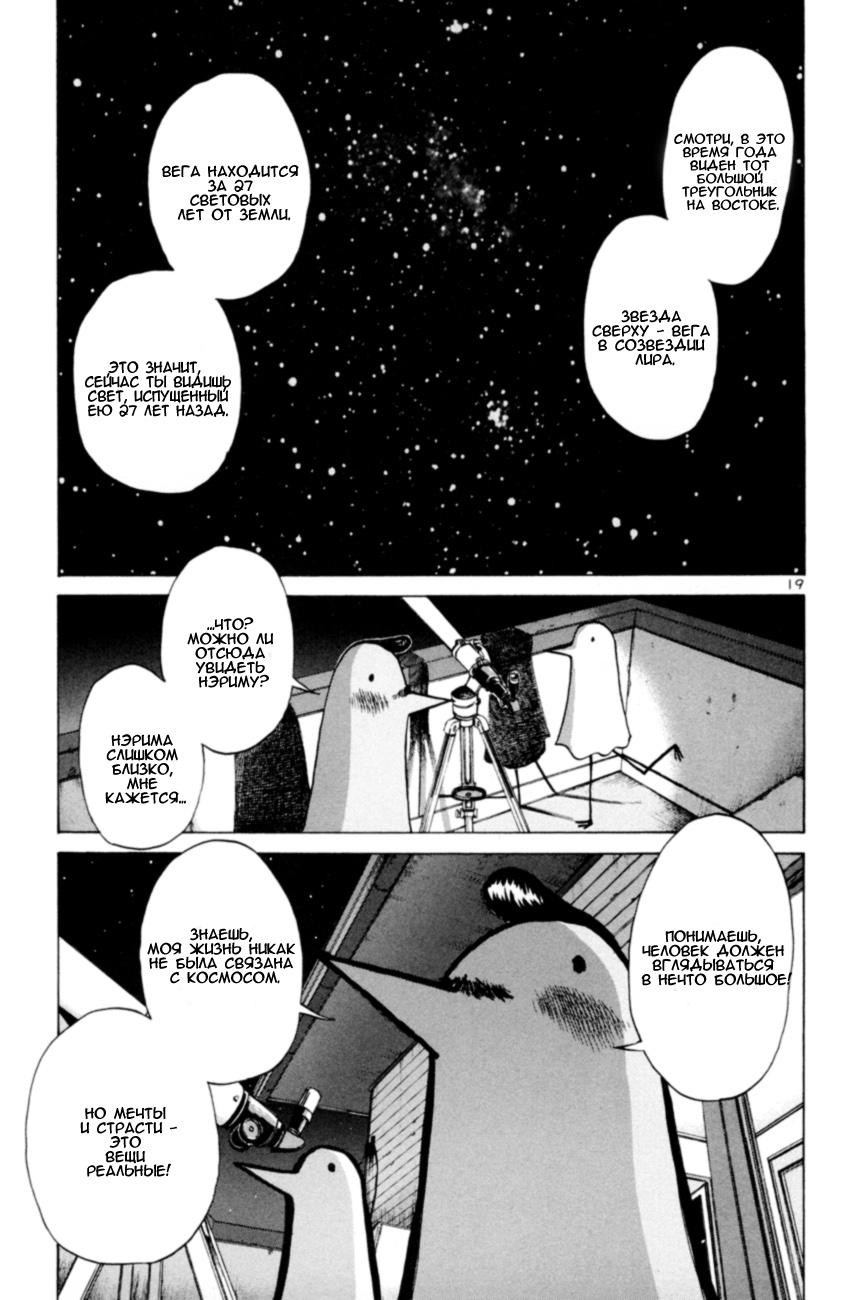 СМОТРИ, В ЭТО
ВРЕМЯ ГОДА
ВИДЕН ТОТ
БОЛЬШОЙ
ТРЕУГОЛЬНИК
НА ВОСТОКЕ.
ЗВЕЗДА
СВЕРХУ - ВЕГА
В СОЗВЕЗДИИ
ЛИРА.
ВЕГА НАХОДИТСЯ
ЗА 27
СВЕТОВЫХ
ЛЕТ ОТ ЗЕМЛИ.
ЭТО ЗНАЧИТ,
СЕЙЧАС ТЫ ВИДИШЬ
СВЕТ, ИСПУЩЕННЫЙ
ЕЮ 27 ЛЕТ НАЗАД.
19
...ЧТО?
МОЖНО ЛИ
ОТСЮДА
УВИДЕТЬ
НЭРИМУ?
НЭРИМА
СЛИШКОМ
БЛИЗКО,
МНЕ
КАЖЕТСЯ...
ПОНИМАЕШЬ,
ЧЕЛОВЕК ДОЛЖЕН
ВГЛЯДЫВАТЬСЯ
В НЕЧТО БОЛЬШОЕ!
ЗНАЕШЬ,
МОЯ ЖИЗНЬ НИКАК
НЕ БЫЛА СВЯЗАНА
С КОСМОСОМ.
НО МЕЧТЫ
И СТРАСТИ -
ЭТО
ВЕЩИ
РЕАЛЬНЫЕ!